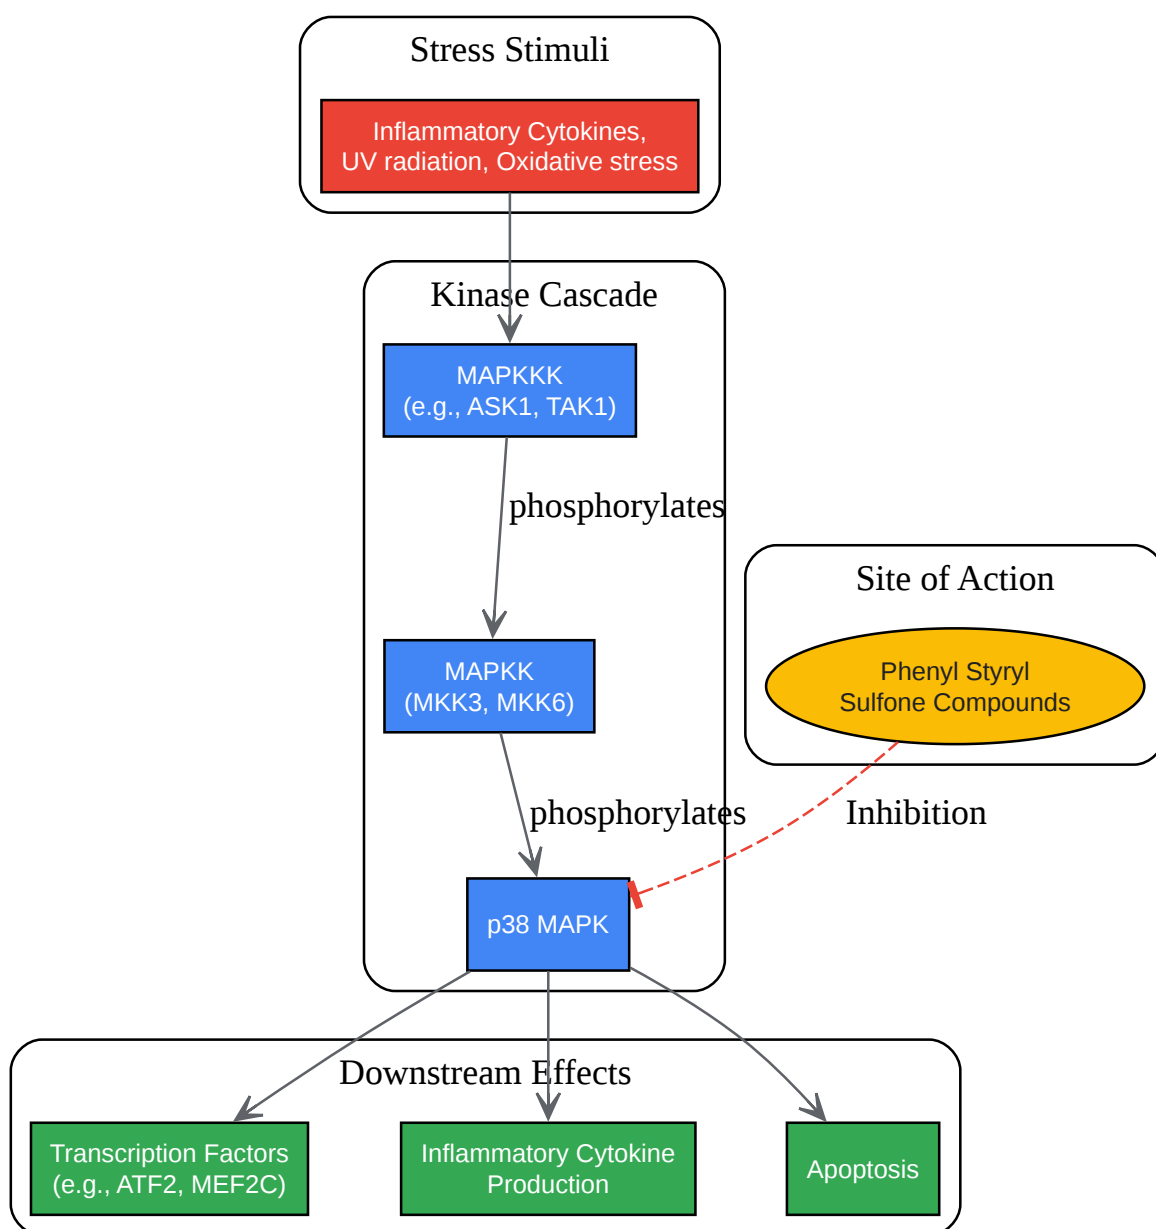 Stress Stimuli
Inflammatory Cytokines,
UV radiation, Oxidative stress
Kinase Cascade
MAPKKK
(e.g., ASK1, TAK1)
phosphorylates
Site of Action
Phenyl Styryl
Sulfone Compounds
MAPKK
(MKK3, MKK6)
phosphorylates
Inhibition
p38 MAPK
Downstream Effects
Transcription Factors
(e.g., ATF2, MEF2C)
Inflammatory Cytokine
Production
Apoptosis